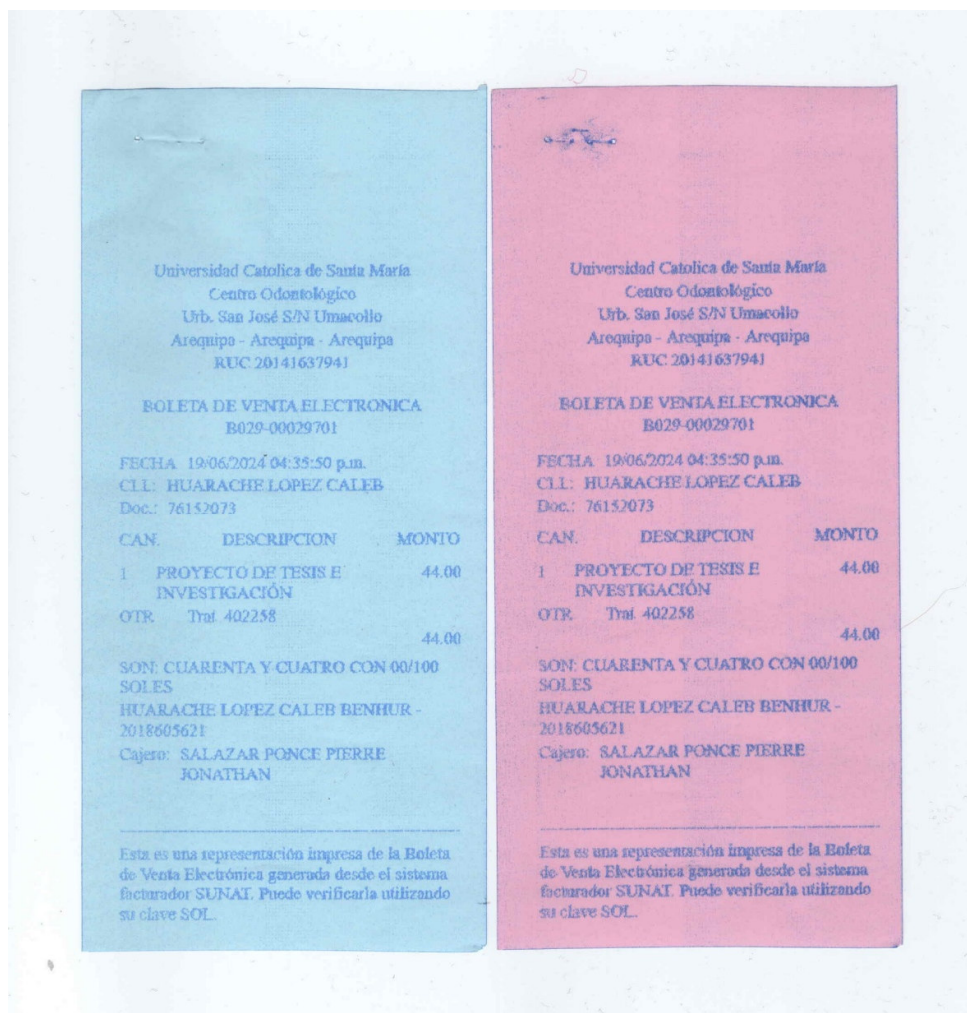 Universidad Catolica de Santa María
Centro Odontológico
Urb. San José S/N Umacollo
Arequipa - Arequipa - Arequipa
RUC 20141637941
BOLETA DE VENTA ELECTRONICA
B029-00029701
FECHA 19/06/2024 04:35:50 p.m.
CLI.: HUARACHE LOPEZ CALEB
Doc.: 76152073
CAN. DESCRIPCION MONTO
1 PROYECTO DE TESIS E 44.00
INVESTIGACIÓN
OTR Traf. 402258
44.00
SON: CUARENTA Y CUATRO CON 00/100
SOLES
HUARACHE LOPEZ CALEB BENHUR -
2018605621
Cajero: SALAZAR PONCE PIERRE
JONATHAN
Esta es una representación impresa de la Boleta
de Venta Electrónica generada desde el sistema
facturador SUNAT. Puede verificarla utilizando
su clave SOL.
Universidad Catolica de Santa María
Centro Odontológico
Urb. San José S/N Umacollo
Arequipa - Arequipa - Arequipa
RUC 20141637941
BOLETA DE VENTA ELECTRONICA
B029-00029701
FECHA 19/06/2024 04:35:50 p.m.
CLI.: HUARACHE LOPEZ CALEB
Doc.: 76152073
CAN. DESCRIPCION MONTO
1 PROYECTO DE TESIS E 44.00
INVESTIGACIÓN
OTR Traf. 402258
44.00
SON: CUARENTA Y CUATRO CON 00/100
SOLES
HUARACHE LOPEZ CALEB BENHUR -
2018605621
Cajero: SALAZAR PONCE PIERRE
JONATHAN
Esta es una representación impresa de la Boleta
de Venta Electrónica generada desde el sistema
facturador SUNAT. Puede verificarla utilizando
su clave SOL.